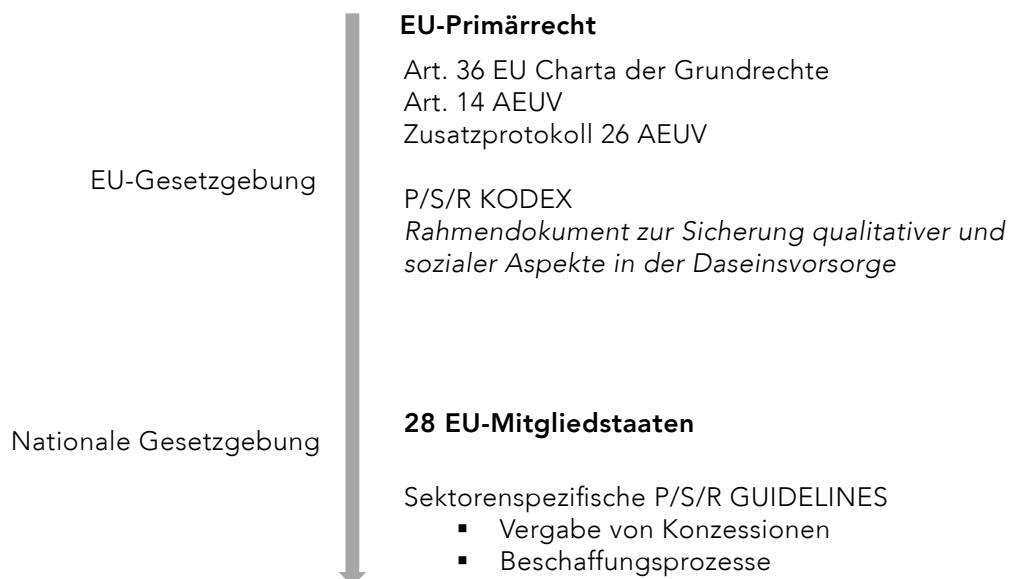 EU-Primärrecht
Art. 36 EU Charta der Grundrechte
Art. 14 AEUV
Zusatzprotokoll 26 AEUV
EU-Gesetzgebung
P/S/R KODEX
Rahmendokument zur Sicherung qualitativer und
sozialer Aspekte in der Daseinsvorsorge
28 EU-Mitgliedstaaten
Nationale Gesetzgebung
Sektorenspezifische P/S/R GUIDELINES
▪ Vergabe von Konzessionen
▪ Beschaffungsprozesse